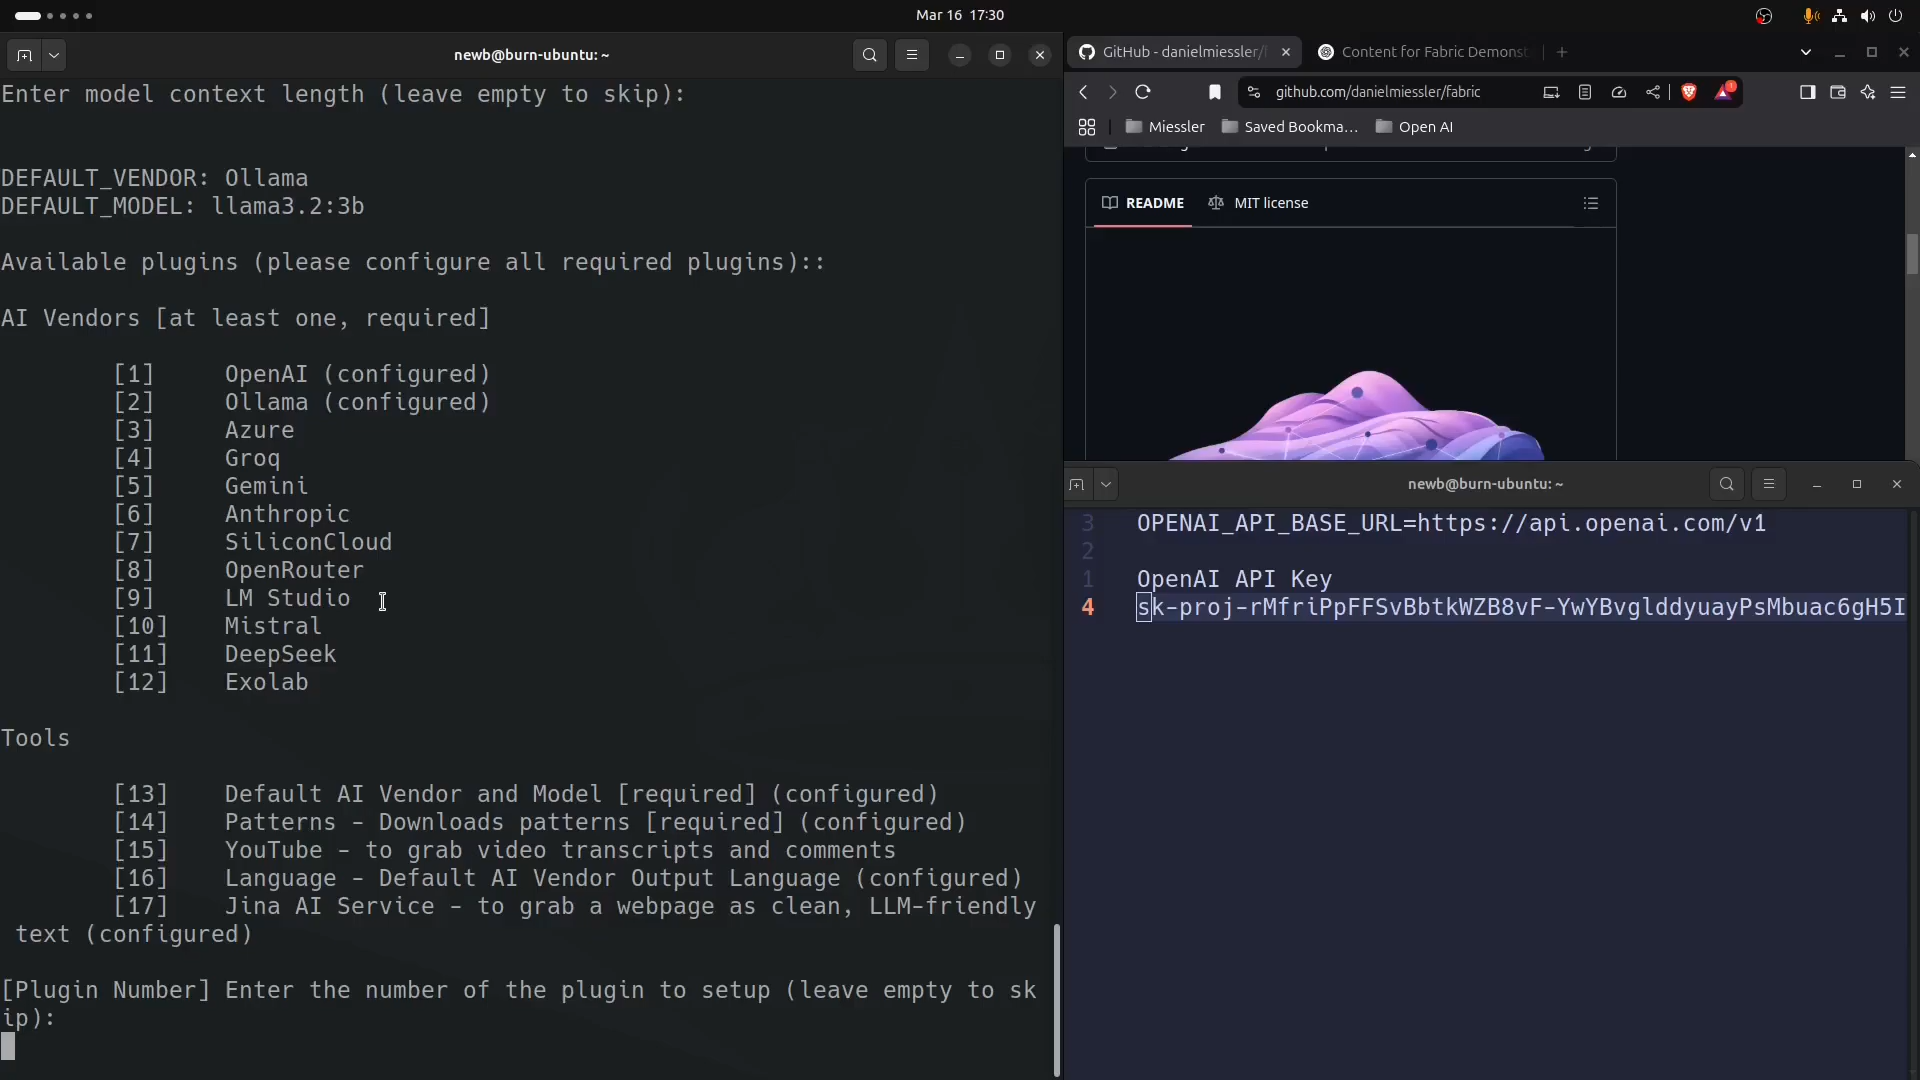 Mar 16 17:30
newb@burn-ubuntu: ~
Enter model context length (leave empty to skip):
DEFAULT_VENDOR: Ollama
DEFAULT_MODEL: llama3.2:3b
Available plugins (please configure all required plugins)::
AI Vendors [at least one, required]
[1] OpenAI (configured)
[2] Ollama (configured)
[3] Azure
[4] Groq
[5] Gemini
[6] Anthropic
[7] SiliconCloud
[8] OpenRouter
[9] LM Studio
[10] Mistral
[11] DeepSeek
[12] Exolab
Tools
[13] Default AI Vendor and Model [required] (configured)
[14] Patterns - Downloads patterns [required] (configured)
[15] YouTube - to grab video transcripts and comments
[16] Language - Default AI Vendor Output Language (configured)
[17] Jina AI Service - to grab a webpage as clean, LLM-friendly
text (configured)
[Plugin Number] Enter the number of the plugin to setup (leave empty to sk
ip):
GitHub - danielmiessler/
Content for Fabric Demonst
github.com/danielmiessler/fabric
1
Miessler
Saved Bookma...
Open AI
README
MIT license
newb@burn-ubuntu: ~
3 OPENAI_API_BASE_URL=https://api.openai.com/v1
2
1 OpenAI API Key
4 sk-proj-rMfriPpFFSvBbtkWZB8vF-YwYBvglddyuayPsMbuac6gH5I